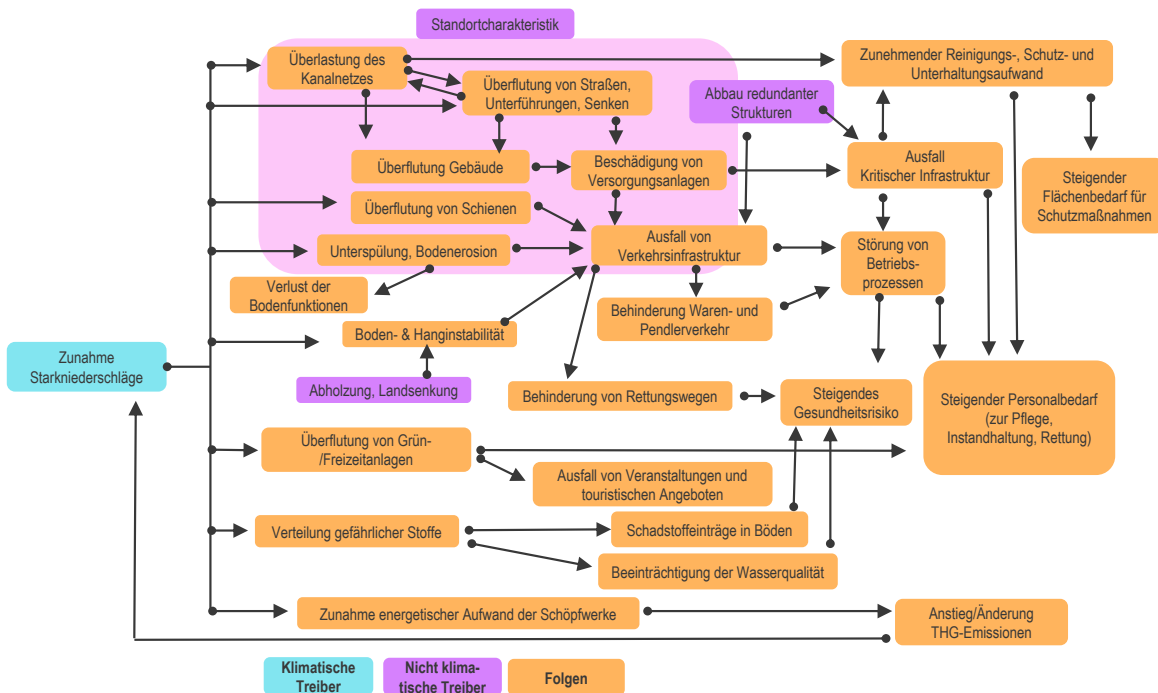 Standortcharakteristik
Überlastung des
Kanalnetzes
Zunehmender Reinigungs-, Schutz- und
Unterhaltungsaufwand
Überflutung von Straßen,
Unterführungen, Senken
Abbau redundanter
Strukturen
Überflutung Gebäude
Beschädigung von
Versorgungsanlagen
Ausfall
Kritischer Infrastruktur
Steigender
Flächenbedarf für
Schutzmaßnahmen
Überflutung von Schienen
Unterspülung, Bodenerosion
Ausfall von
Verkehrsinfrastruktur
Störung von
Betriebs-
prozessen
Verlust der
Bodenfunktionen
Behinderung Waren- und
Pendlerverkehr
Boden- & Hanginstabilität
Zunahme
Starkniederschläge
Abholzung, Landsenkung
Behinderung von Rettungswegen
Steigendes
Gesundheitsrisiko
Steigender Personalbedarf
(zur Pflege,
Instandhaltung, Rettung)
Überflutung von Grün-
/Freizeitanlagen
Ausfall von Veranstaltungen und
touristischen Angeboten
Verteilung gefährlicher Stoffe
Schadstoffeinträge in Böden
Beeinträchtigung der Wasserqualität
Zunahme energetischer Aufwand der Schöpfwerke
Anstieg/Änderung
THG-Emissionen
Klimatische
Treiber
Nicht klima-
tische Treiber
Folgen